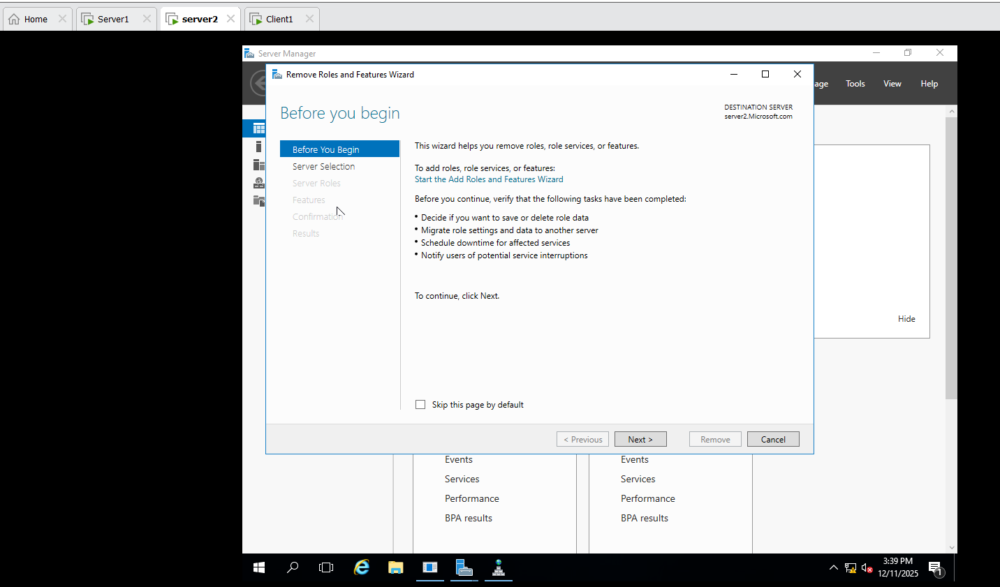 Home
Server1
server2
Client1
Server Manager
Remove Roles and Features Wizard
age
Tools
View
Help
Before you begin
DESTINATION SERVER
server2.Microsoft.com
Before You Begin
Server Selection
Server Roles
Features
Confirmation
Results
This wizard helps you remove roles, role services, or features.
To add roles, role services, or features:
Start the Add Roles and Features Wizard
Before you continue, verify that the following tasks have been completed:
• Decide if you want to save or delete role data
• Migrate role settings and data to another server
• Schedule downtime for affected services
• Notify users of potential service interruptions
To continue, click Next.
Hide
Skip this page by default
< Previous
Next >
Remove
Cancel
Events
Services
Performance
BPA results
Events
Services
Performance
BPA results
3:39 PM
12/11/2025
1